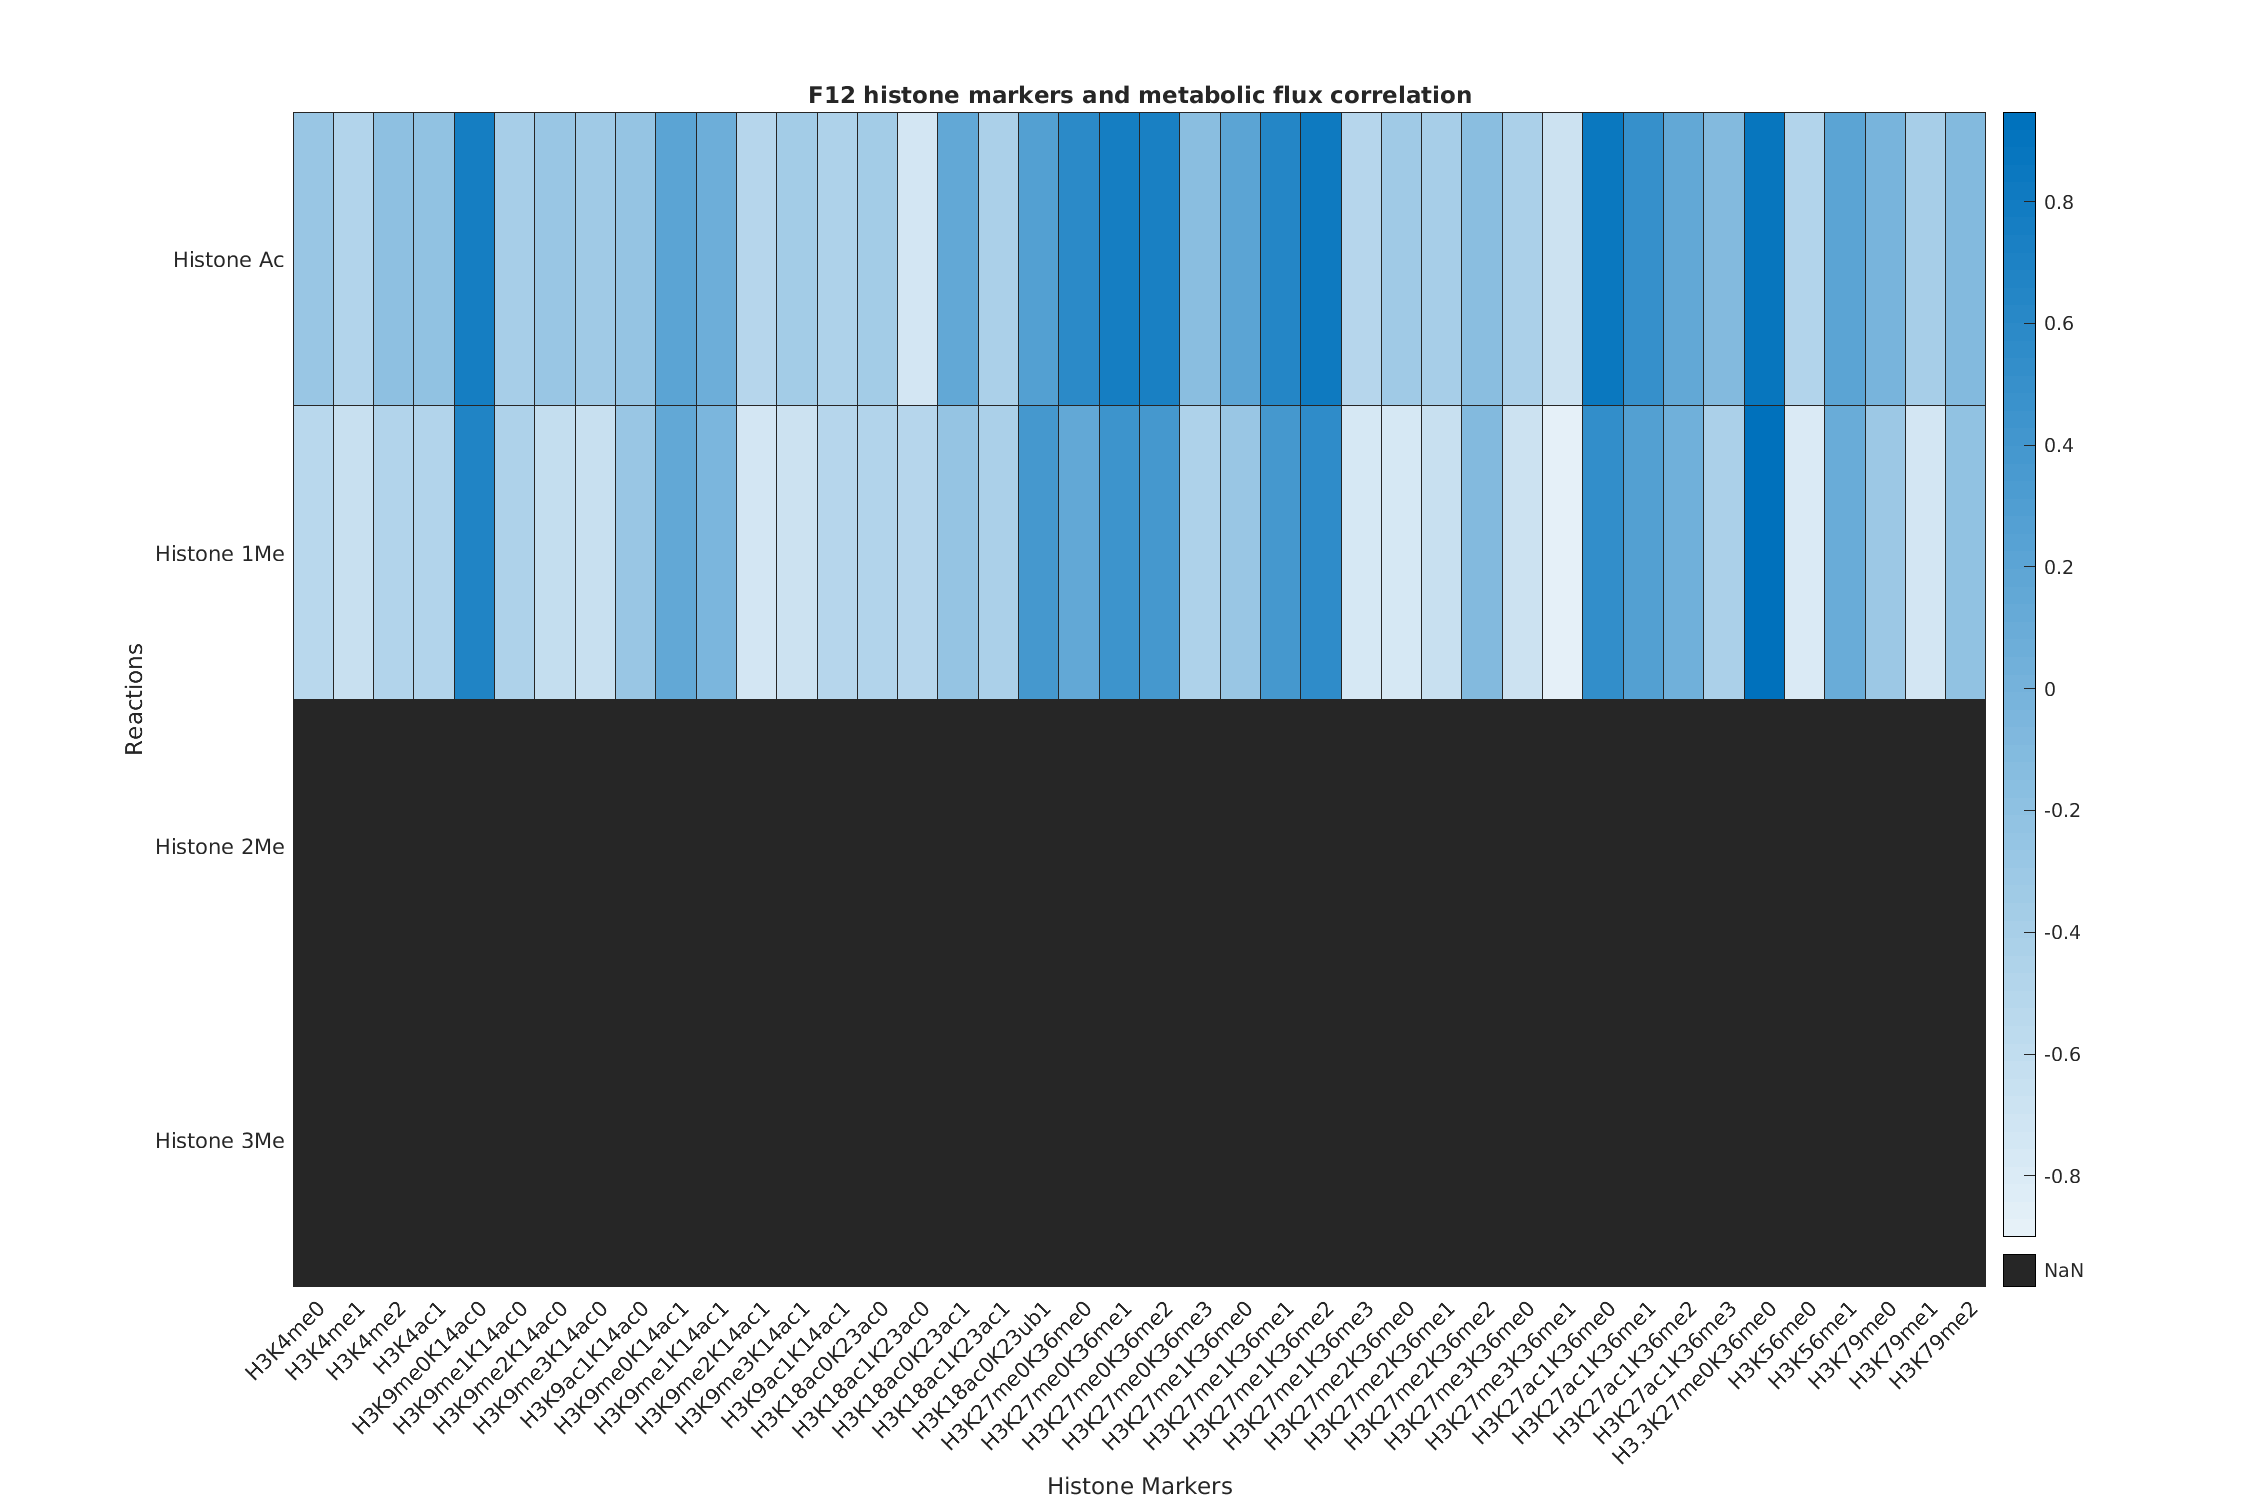 F12 histone markers and metabolic flux correlation
Histone Ac
Histone 1Me
Histone 2Me
Histone 3Me
Reactions
0.8
0.6
0.4
0.2
0
-0.2
-0.4
-0.6
-0.8
NaN
H3K4me0
H3K4me1
H3K4me2
H3K4ac1
H3K9me0K14ac0
H3K9me1K14ac0
H3K9me2K14ac0
H3K9me3K14ac0
H3K9ac1K14ac0
H3K9me0K14ac1
H3K9me1K14ac1
H3K9me2K14ac1
H3K9me3K14ac1
H3K9ac1K14ac1
H3K18ac0K23ac0
H3K18ac1K23ac0
H3K18ac0K23ac1
H3K18ac1K23ac1
H3K18ac0K23ub1
H3K27me0K36me0
H3K27me0K36me1
H3K27me0K36me2
H3K27me0K36me3
H3K27me1K36me0
H3K27me1K36me1
H3K27me1K36me2
H3K27me1K36me3
H3K27me2K36me0
H3K27me2K36me1
H3K27me2K36me2
H3K27me3K36me0
H3K27me3K36me1
H3K27ac1K36me0
H3K27ac1K36me1
H3K27ac1K36me2
H3K27ac1K36me3
H3.3K27me0K36me0
H3K56me0
H3K56me1
H3K79me0
H3K79me1
H3K79me2
Histone Markers